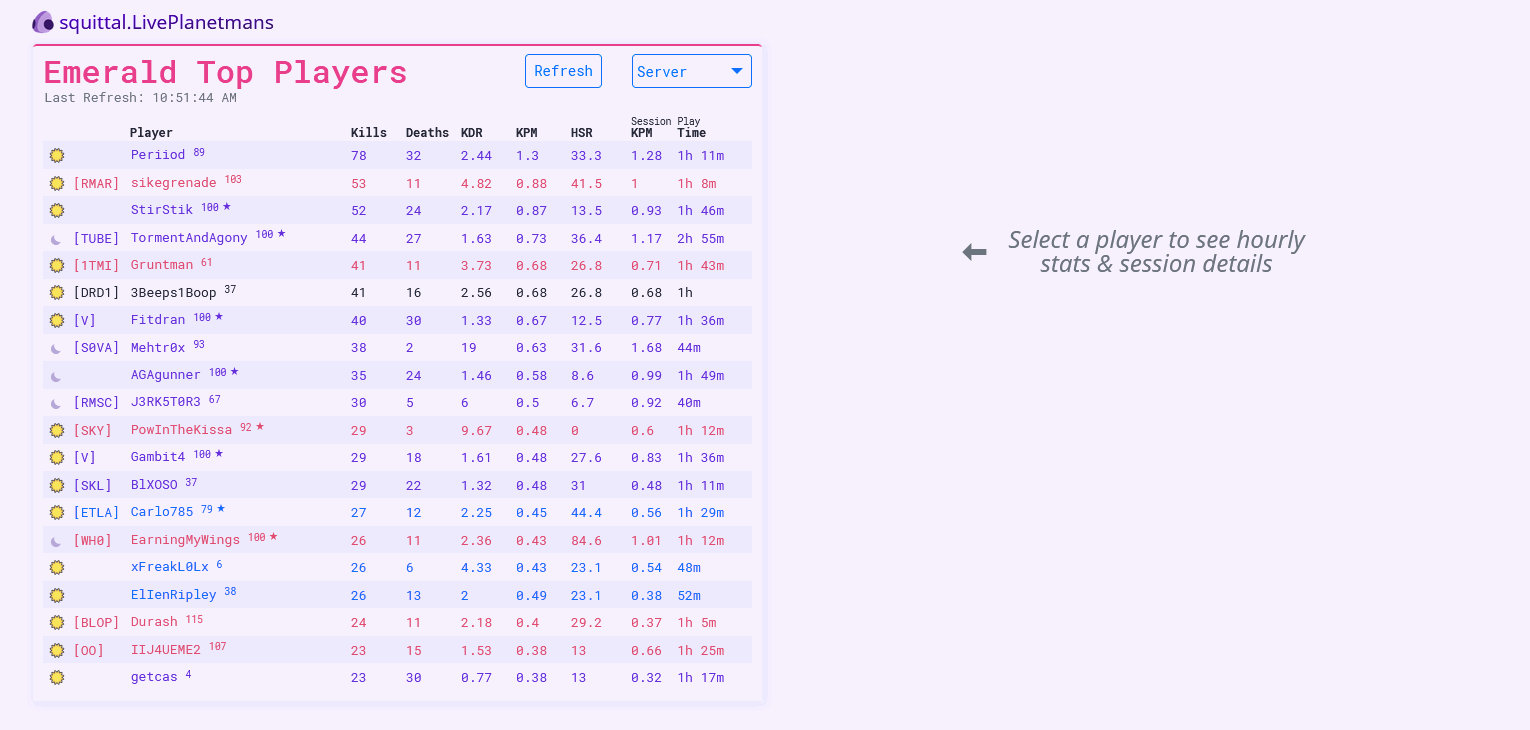 squittal.LivePlanetmans
Emerald Top Players
Refresh
Server
Last Refresh: 10:51:44 AM
Player Kills Deaths KDR KPM HSR Session KPM Play Time
Periiod 89 78 32 2.44 1.3 33.3 1.28 1h 11m
[RMAR] sikegrenade 103 53 11 4.82 0.88 41.5 1 1h 8m
StirStik 100 ★ 52 24 2.17 0.87 13.5 0.93 1h 46m
[TUBE] TormentAndAgony 100 ★ 44 27 1.63 0.73 36.4 1.17 2h 55m
[1TMI] Gruntman 61 41 11 3.73 0.68 26.8 0.71 1h 43m
[DRD1] 3Beeps1Boop 37 41 16 2.56 0.68 26.8 0.68 1h
[V] Fitdran 100 ★ 40 30 1.33 0.67 12.5 0.77 1h 36m
[S0VA] Mehtr0x 93 38 2 19 0.63 31.6 1.68 44m
AGAgunner 100 ★ 35 24 1.46 0.58 8.6 0.99 1h 49m
[RMSC] J3RK5T0R3 67 30 5 6 0.5 6.7 0.92 40m
[SKY] PowInTheKissa 92 ★ 29 3 9.67 0.48 0 0.6 1h 12m
[V] Gambit4 100 ★ 29 18 1.61 0.48 27.6 0.83 1h 36m
[SKL] BlXOSO 37 29 22 1.32 0.48 31 0.48 1h 11m
[ETLA] Carlo785 79 ★ 27 12 2.25 0.45 44.4 0.56 1h 29m
[WH0] EarningMyWings 100 ★ 26 11 2.36 0.43 84.6 1.01 1h 12m
xFreakL0Lx 6 26 6 4.33 0.43 23.1 0.54 48m
ElIenRipley 38 26 13 2 0.49 23.1 0.38 52m
[BLOP] Durash 115 24 11 2.18 0.4 29.2 0.37 1h 5m
[OO] IIJ4UEME2 107 23 15 1.53 0.38 13 0.66 1h 25m
getcas 4 23 30 0.77 0.38 13 0.32 1h 17m
Select a player to see hourly
stats & session details